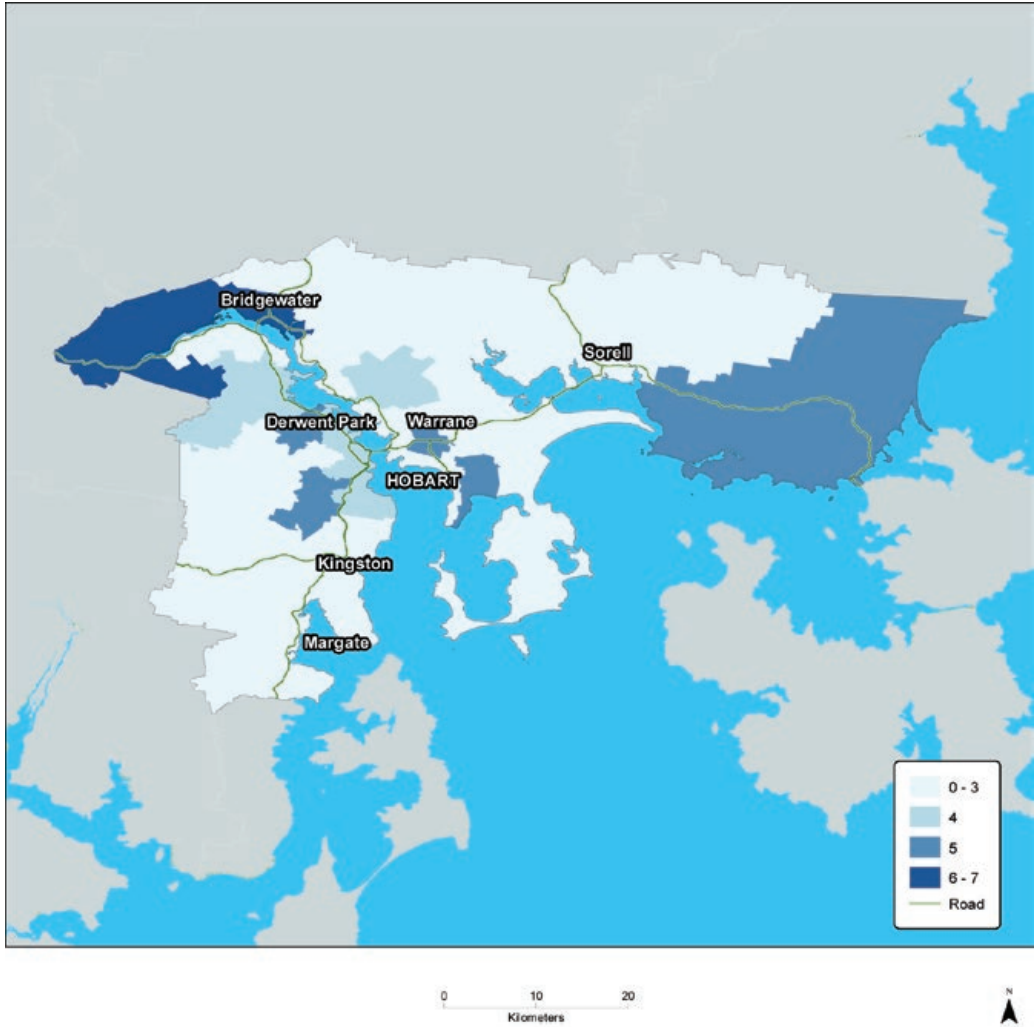 Bridgewater
Sorell
Derwent Park
Warrane
HOBART
Kingston
Margate
0 - 3
4
5
6 - 7
Road
0 10 20
Kilometers
N